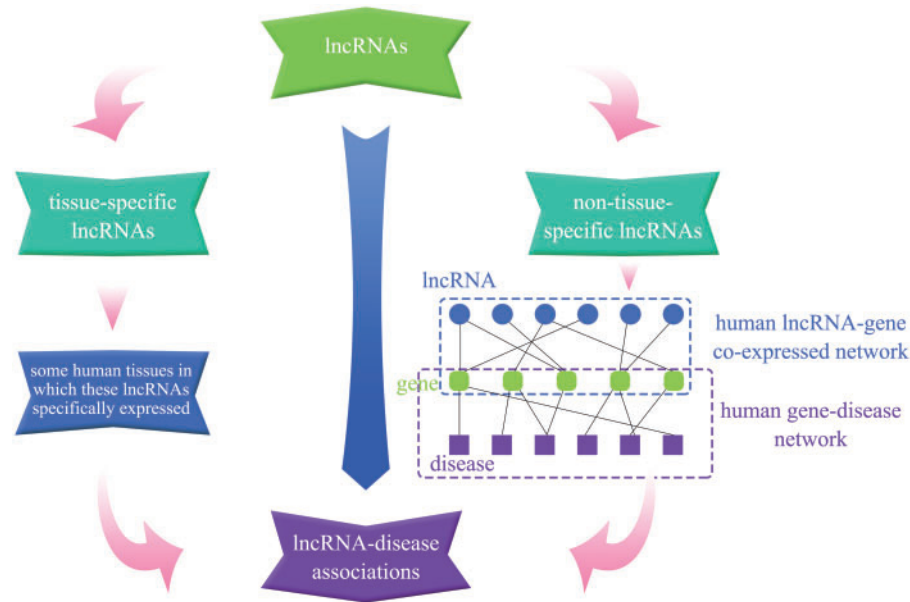 lncRNAs
tissue-specific
lncRNAs
non-tissue-
specific lncRNAs
some human tissues in
which these lncRNAs
specifically expressed
lncRNA
human lncRNA-gene
co-expressed network
gene
human gene-disease
network
disease
lncRNA-disease
associations